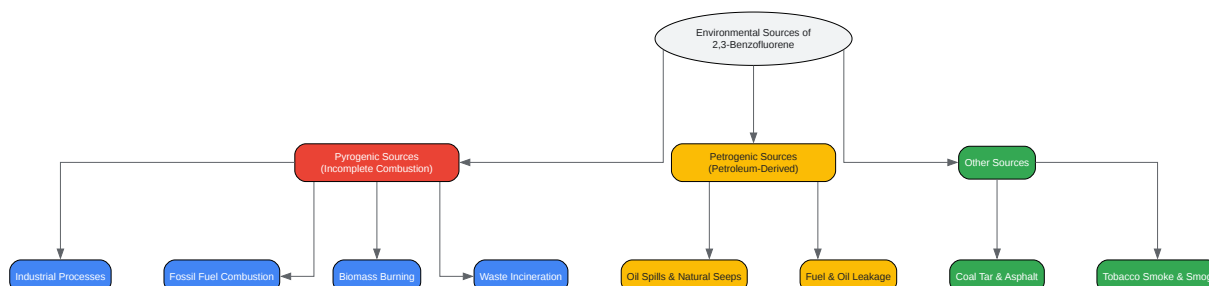 Environmental Sources of
2,3-Benzofluorene
Pyrogenic Sources
(Incomplete Combustion)
Petrogenic Sources
(Petroleum-Derived)
Other Sources
Industrial Processes
Fossil Fuel Combustion
Biomass Burning
Waste Incineration
Oil Spills & Natural Seeps
Fuel & Oil Leakage
Coal Tar & Asphalt
Tobacco Smoke & Smog